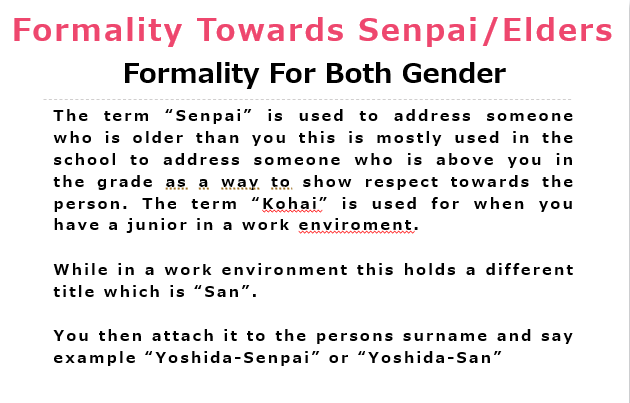 Formality Towards Senpai/Elders
Formality For Both Gender
The term “Senpai” is used to address someone
who is older than you this is mostly used in the
school to address someone who is above you in
the grade as a way to show respect towards the
person. The term “Kohai” is used for when you
have a junior in a work enviroment.
While in a work environment this holds a different
title which is “San”.
You then attach it to the persons surname and say
example “Yoshida-Senpai” or “Yoshida-San”